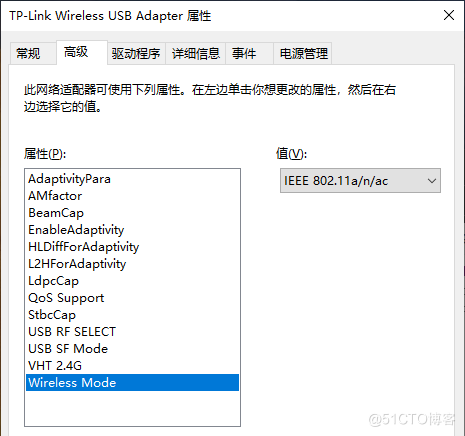 TP-Link Wireless USB Adapter 属性
常规 高级 驱动程序 详细信息 事件 电源管理
此网络适配器可使用下列属性。在左边单击你想更改的属性，然后在右
边选择它的值。
属性(P):
值(V):
AdaptivityPara
AMfactor
BeamCap
EnableAdaptivity
HLDiffForAdaptivity
L2HForAdaptivity
LdpcCap
QoS Support
StbcCap
USB RF SELECT
USB SF Mode
VHT 2.4G
Wireless Mode
IEEE 802.11a/n/ac
@51CTO博客